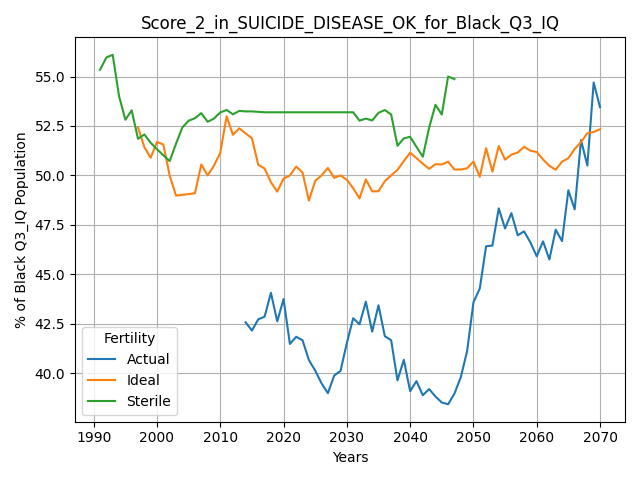 Score_2_in_SUICIDE_DISEASE_OK_for_Black_Q3_IQ
% of Black Q3_IQ Population
55.0
52.5
50.0
47.5
45.0
42.5
40.0
Fertility
Actual
Ideal
Sterile
1990 2000 2010 2020 2030 2040 2050 2060 2070
Years